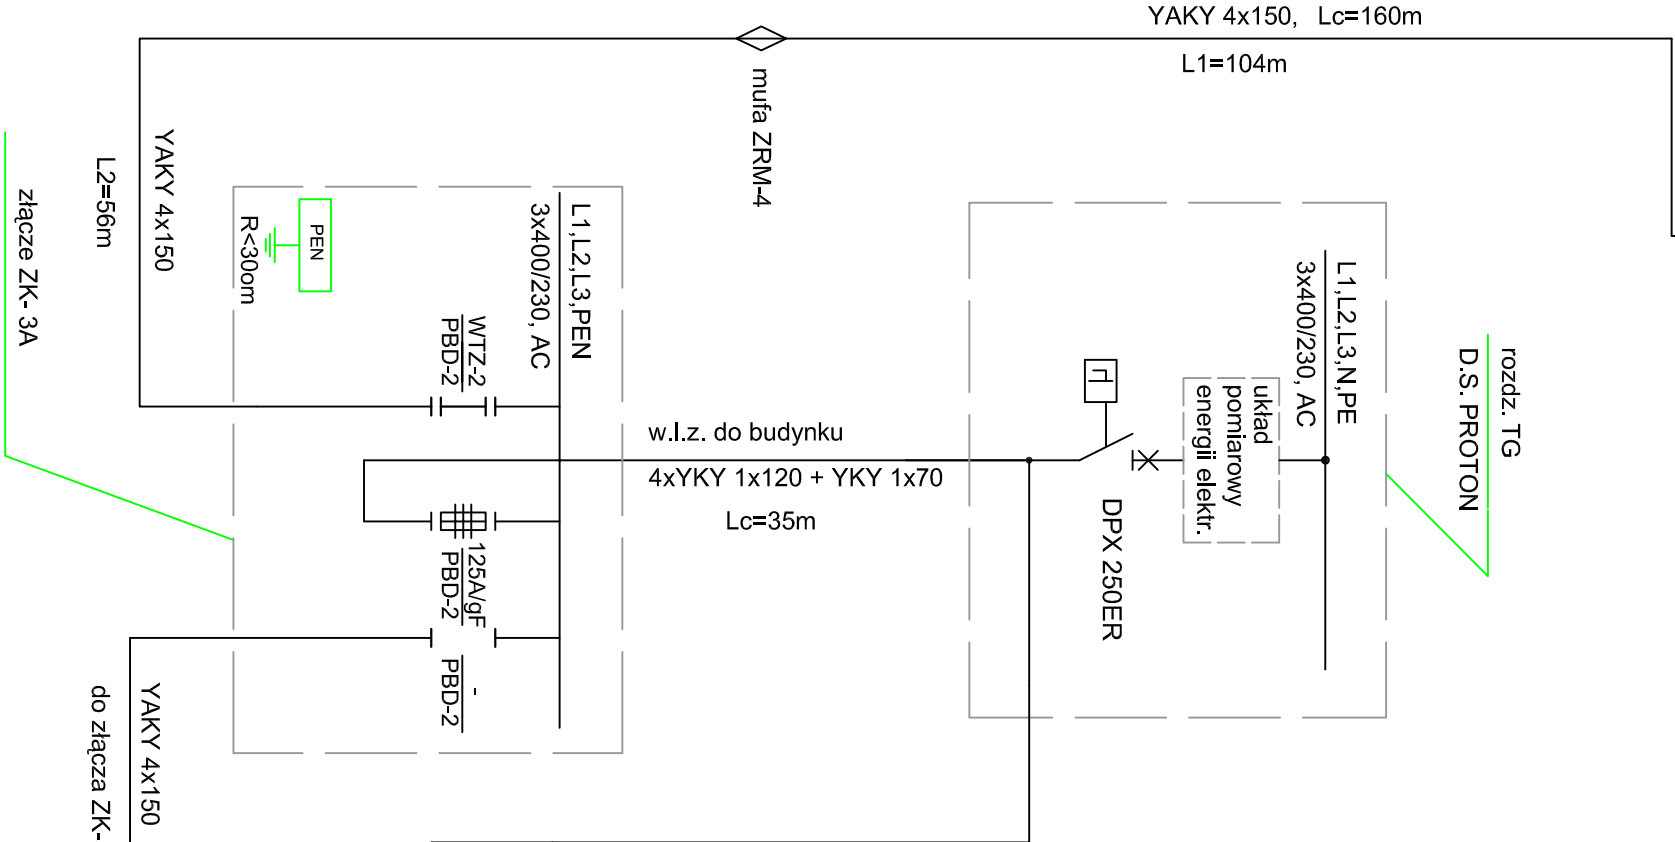 YAKY 4x150,   Lc=160m
L1=104m
mufa ZRM-4
YAKY 4x150
L2=56m
złącze ZK- 3A
PEN
R<30om
L1,L2,L3,PEN
3x400/230, AC
WTZ-2
PBD-2
125A/gF
PBD-2
-
PBD-2
YAKY 4x150
do złącza ZK-
w.l.z. do budynku
4xYKY 1x120 + YKY 1x70
Lc=35m
DPX 250ER
układ
pomiarowy
energii elektr.
L1,L2,L3,N,PE
3x400/230, AC
rozdz. TG
D.S. PROTON